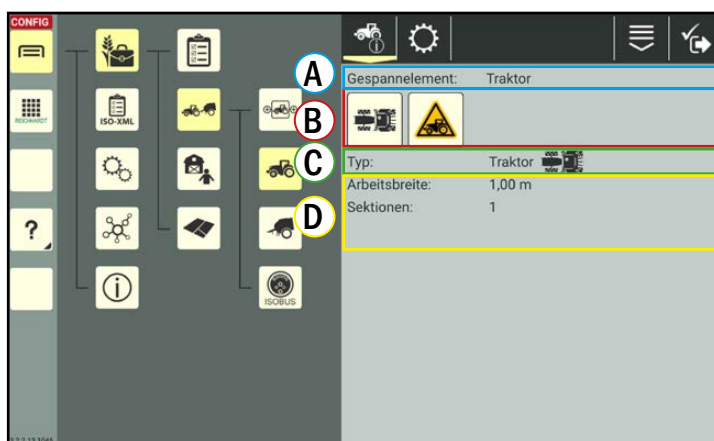 CONFIG
A
Gespannelement: Traktor
REICHHARDT
ISO-XML
B
C
Typ: Traktor
Arbeitsbreite: 1,00 m
D
Sektionen: 1
?
ISOBUS